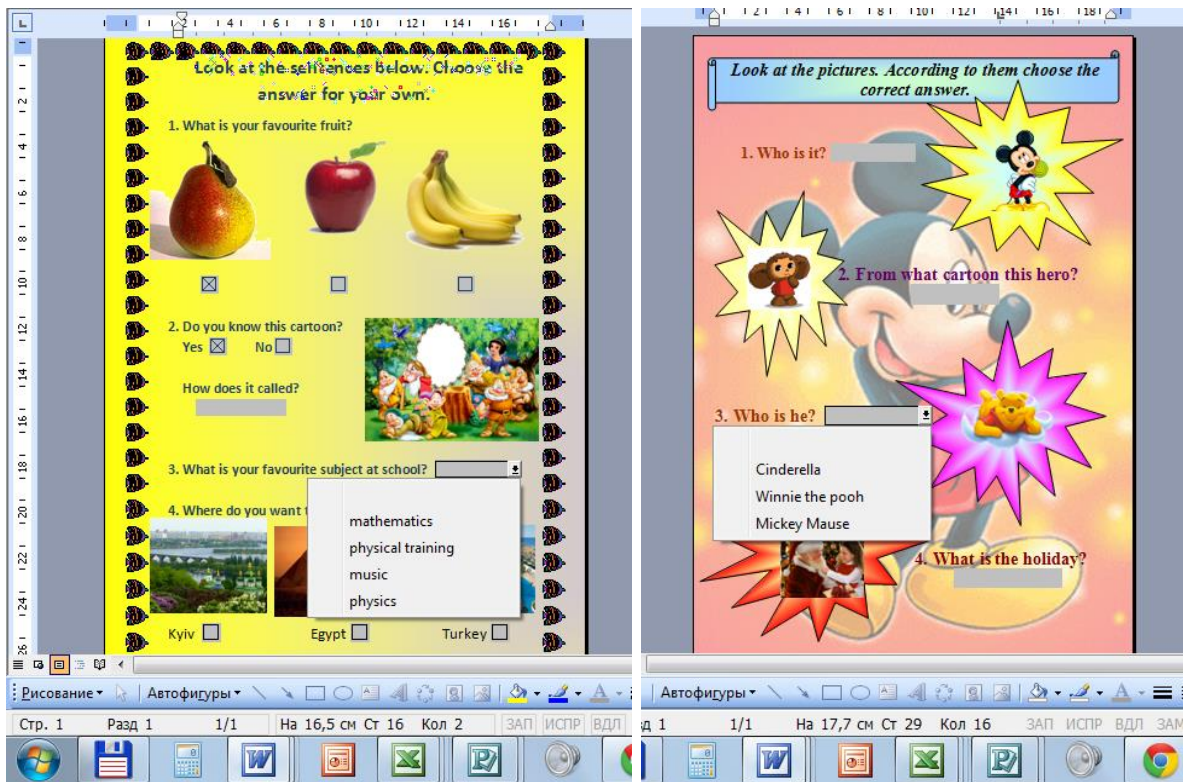 Look at the sentences below. Choose the
answer for your own.
1. What is your favourite fruit?
2. Do you know this cartoon?
Yes No
How does it called?
3. What is your favourite subject at school?
4. Where do you want
mathematics
physical training
music
physics
Kyiv Egypt Turkey
Рисование Автофигуры
Стр. 1 Разд 1 1/1 На 16,5 см Ст 16 Кол 2 ЗАП ИСПР ВДЛ
Look at the pictures. According to them choose the
correct answer.
1. Who is it?
2. From what cartoon this hero?
3. Who is he?
Cinderella
Winnie the pooh
Mickey Mause
4. What is the holiday?
Автофигуры
д 1 1/1 На 17,7 см Ст 29 Кол 16 ЗАП ИСПР ВДЛ ЗАМ